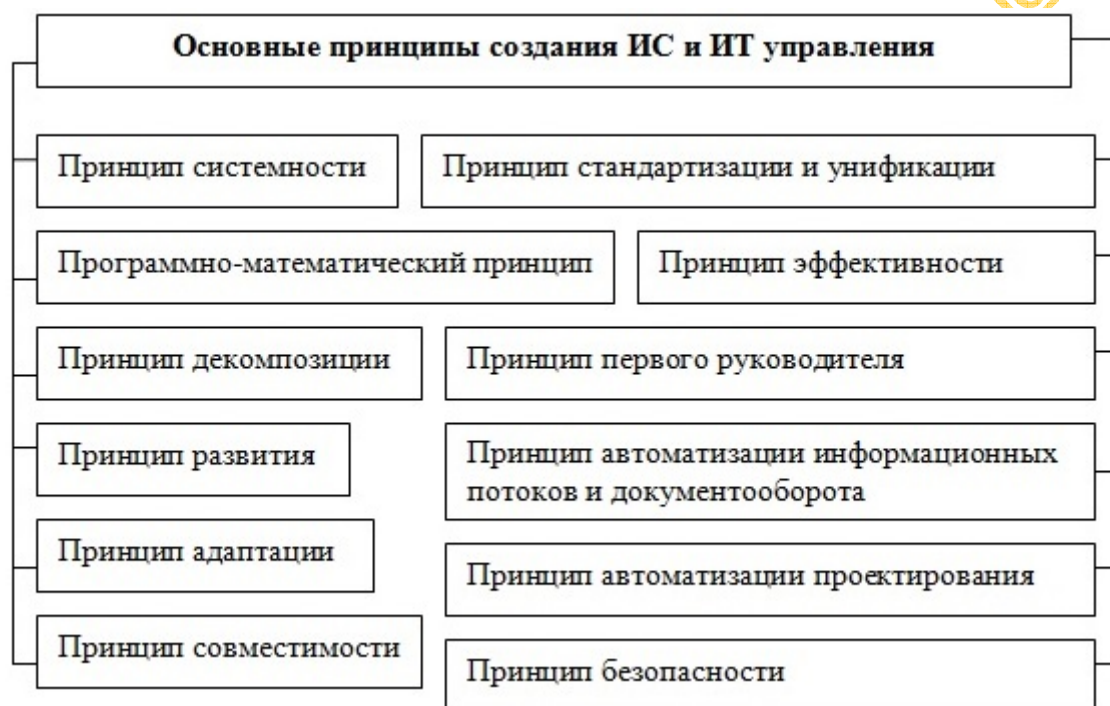 Основные принципы создания ИС и ИТ управления
Принцип системности
Принцип стандартизации и унификации
Программно-математический принцип
Принцип эффективности
Принцип декомпозиции
Принцип первого руководителя
Принцип развития
Принцип автоматизации информационных
потоков и документооборота
Принцип адаптации
Принцип автоматизации проектирования
Принцип совместимости
Принцип безопасности